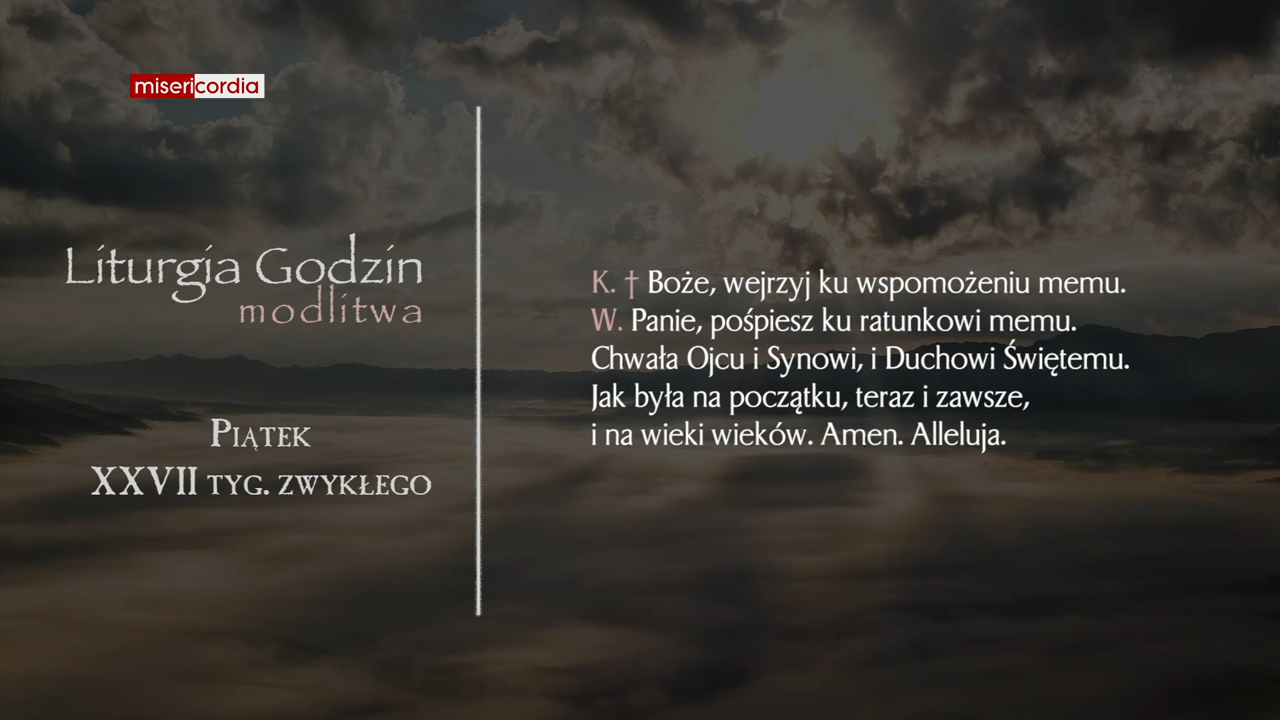 misericordia
Liturgia Godzin
modlitwa
Piątek
XXVII tyg. zwykłego
K. † Boże, wejrzyj ku wspomożeniu memu.
W. Panie, pośpiesz ku ratunkowi memu.
Chwała Ojcu i Synowi, i Duchowi Świętemu.
Jak była na początku, teraz i zawsze,
i na wieki wieków. Amen. Alleluja.